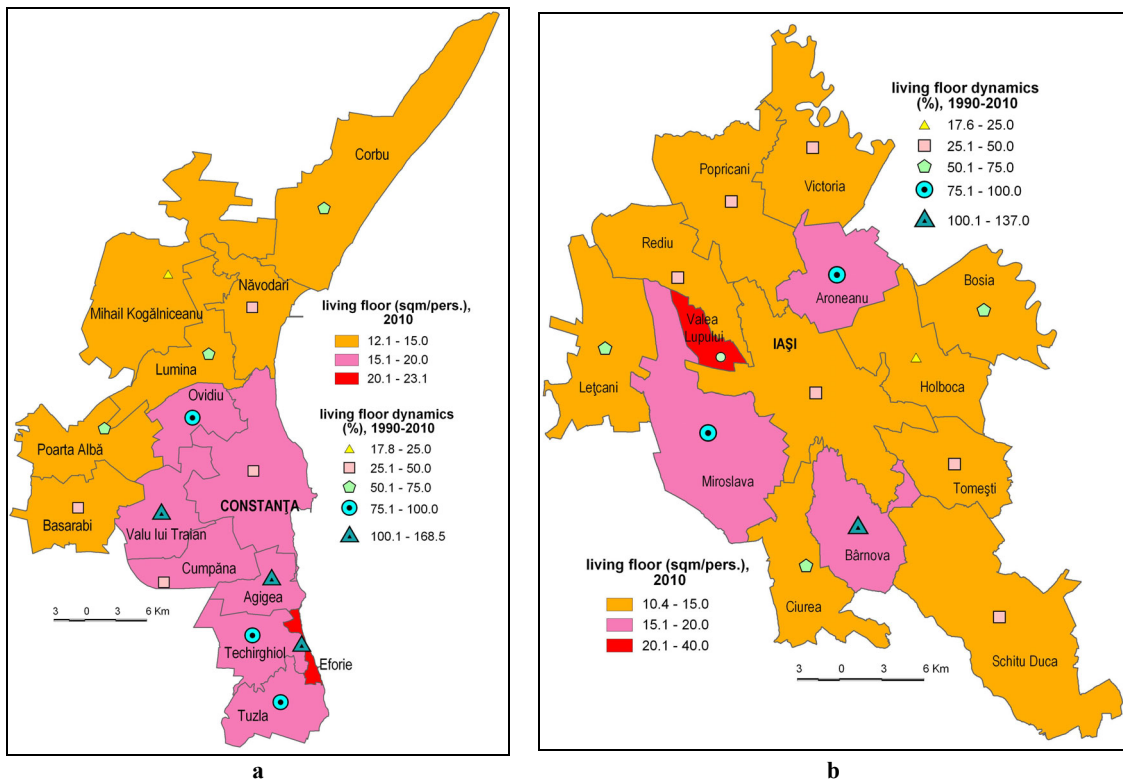 Corbu
Năvodari
Mihail Kogălniceanu
Lumina
Ovidiu
Poarta Albă
Basarabi
CONSTANŢA
Valu lui Traian
Cumpăna
Agigea
Techirghiol
Eforie
Tuzla
living floor (sqm/pers.),
2010
12.1 - 15.0
15.1 - 20.0
20.1 - 23.1
living floor dynamics
(%), 1990-2010
17.8 - 25.0
25.1 - 50.0
50.1 - 75.0
75.1 - 100.0
100.1 - 168.5
3 0 3 6 Km
a
living floor dynamics
(%), 1990-2010
17.6 - 25.0
25.1 - 50.0
50.1 - 75.0
75.1 - 100.0
100.1 - 137.0
Popricani
Victoria
Rediu
Aroneanu
Bosia
Valea
Lupului
IAŞI
Leţcani
Holboca
Miroslava
Tomeşti
Bârnova
Ciurea
Schitu Duca
living floor (sqm/pers.),
2010
10.4 - 15.0
15.1 - 20.0
20.1 - 40.0
3 0 3 6 Km
b